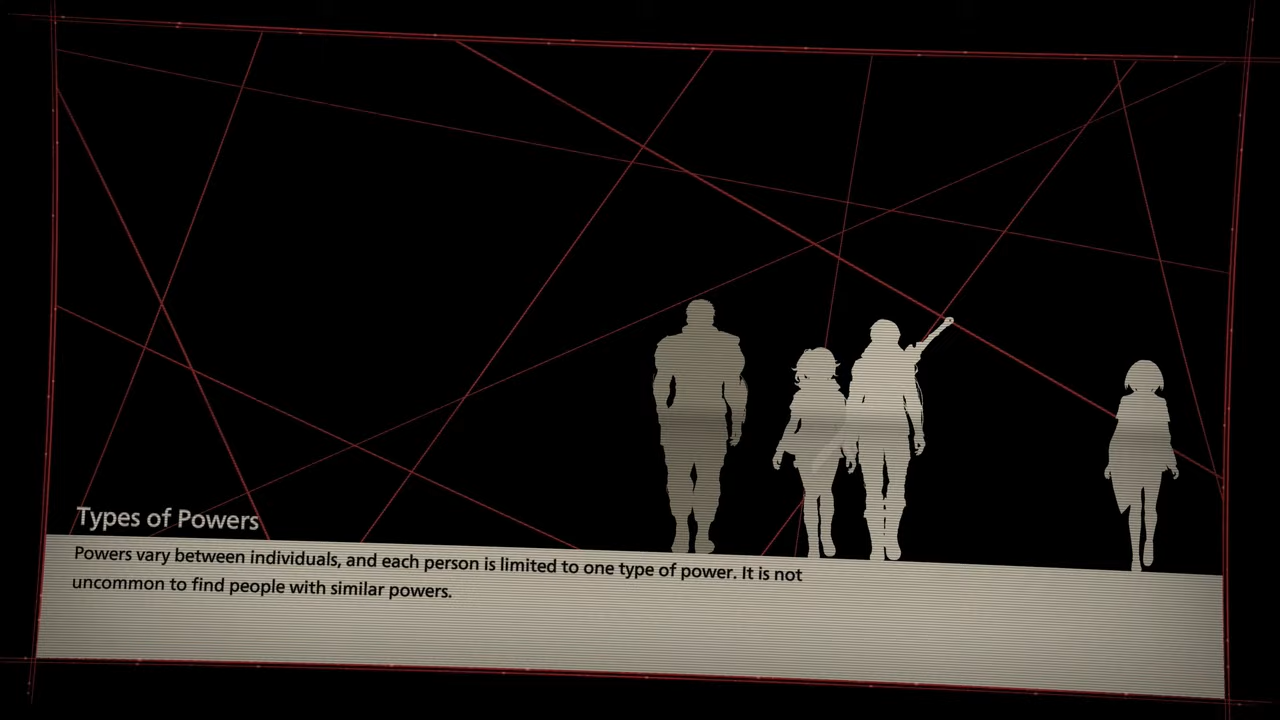 Types of Powers
Powers vary between individuals, and each person is limited to one type of power. It is not
uncommon to find people with similar powers.